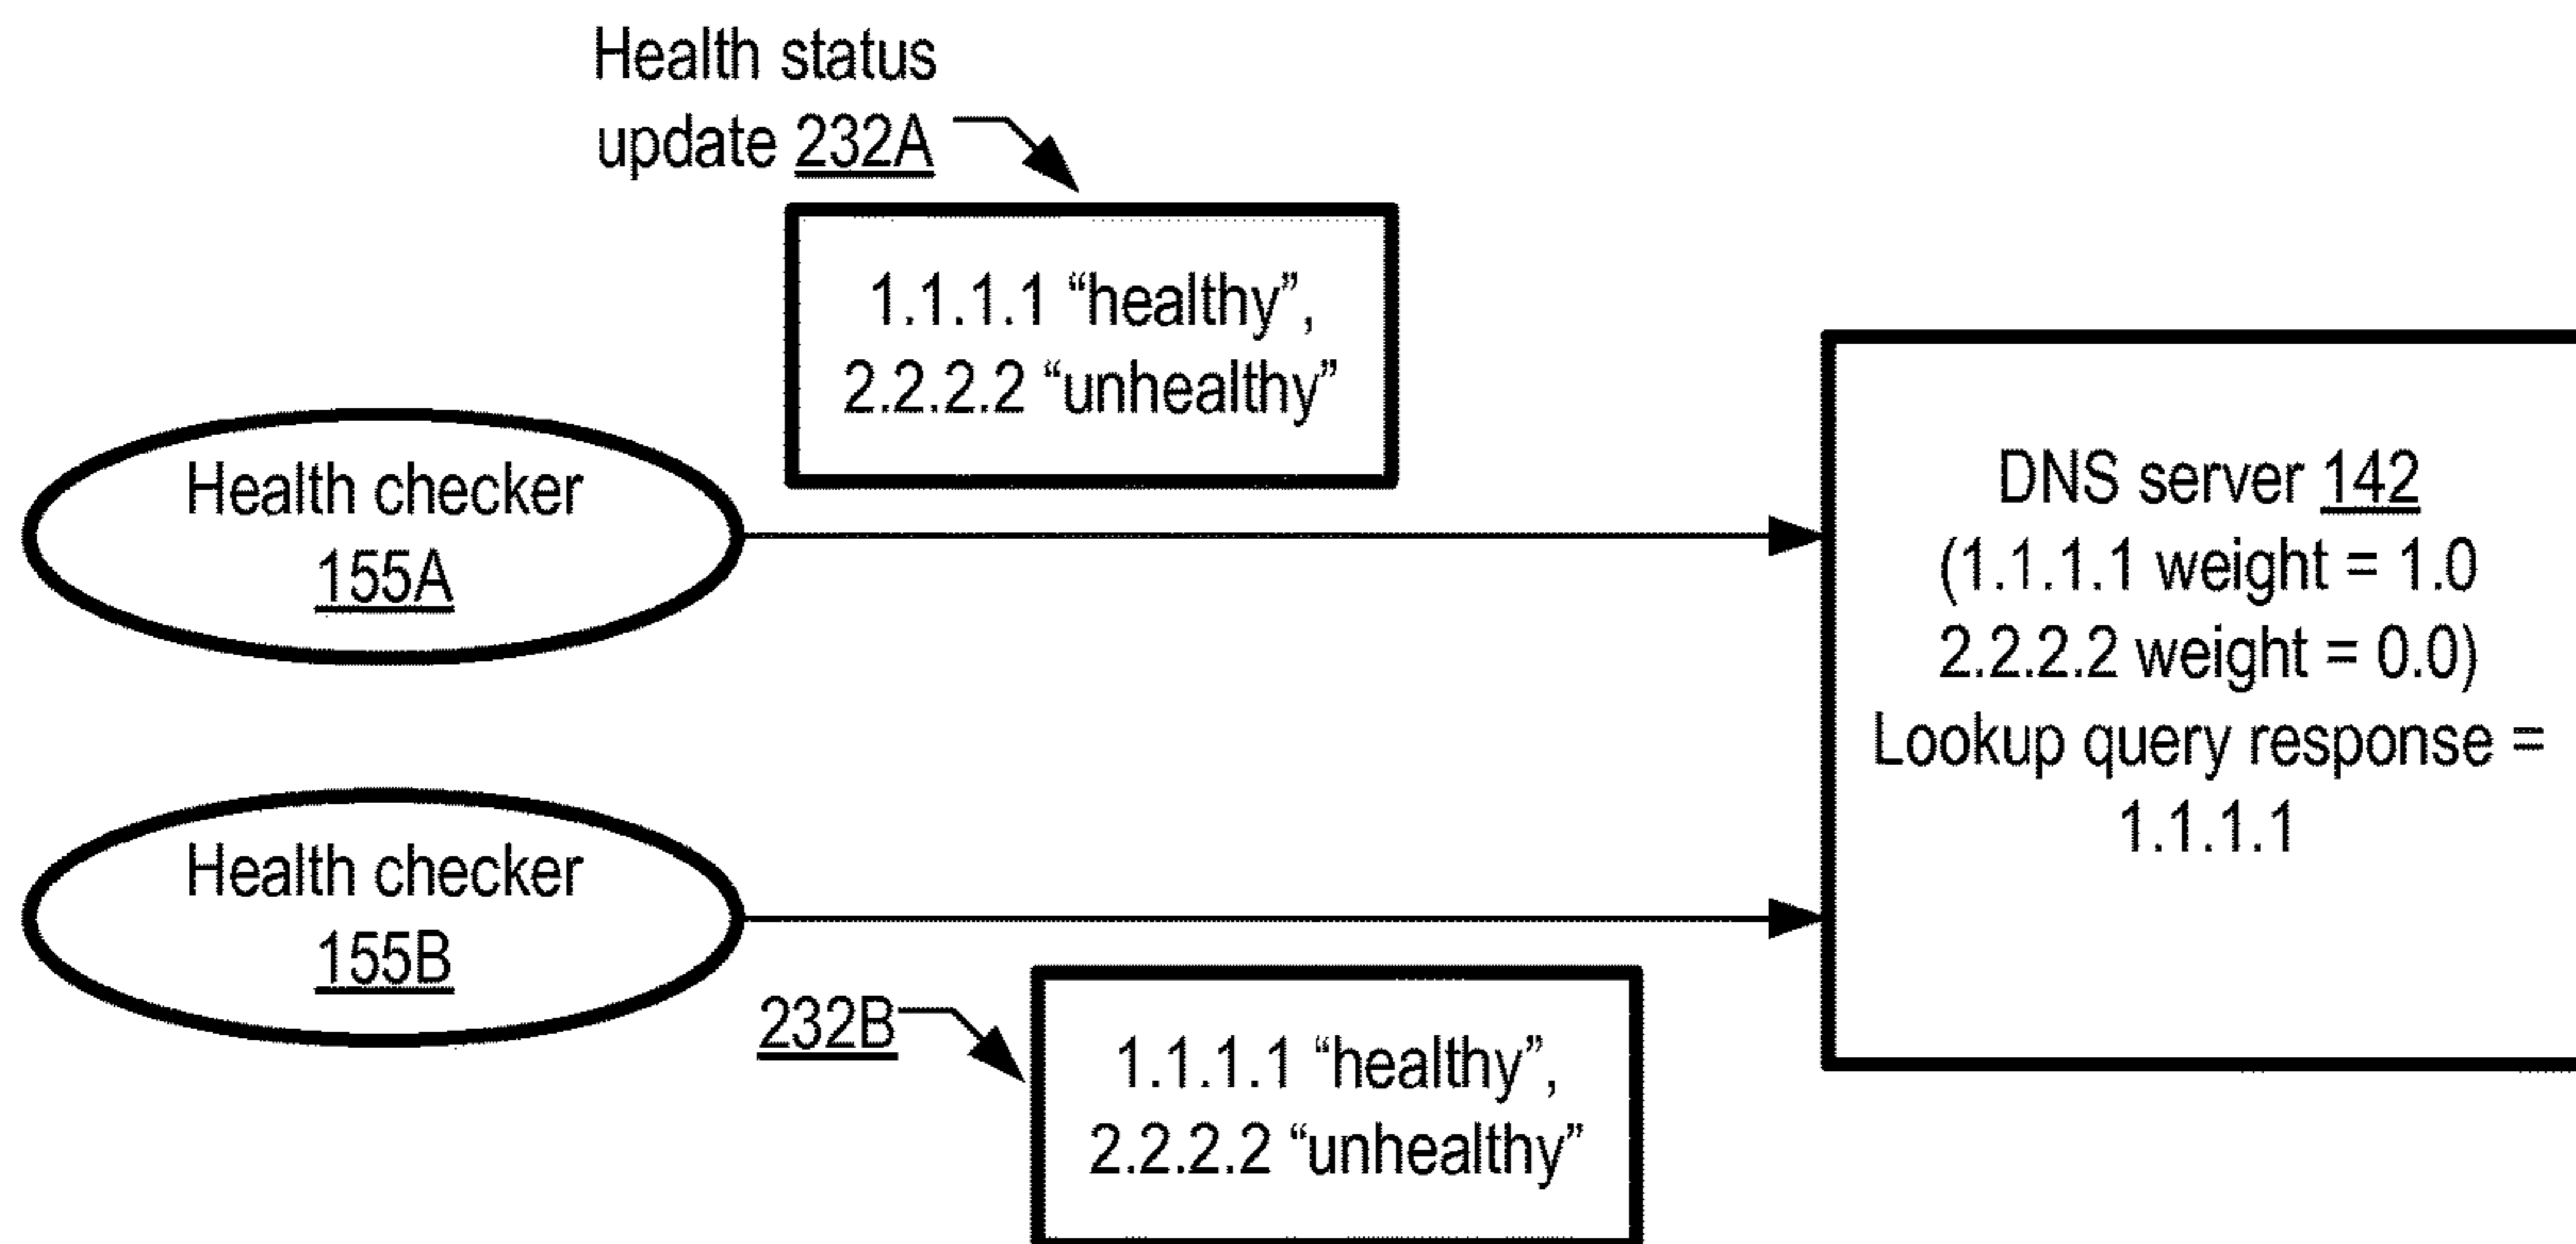 Health status
update 232A
1.1.1.1 “healthy”,
2.2.2.2 “unhealthy”
Health checker
155A
DNS server 142
(1.1.1.1 weight = 1.0
2.2.2.2 weight = 0.0)
Lookup query response =
1.1.1.1
Health checker
155B
232B
1.1.1.1 “healthy”,
2.2.2.2 “unhealthy”